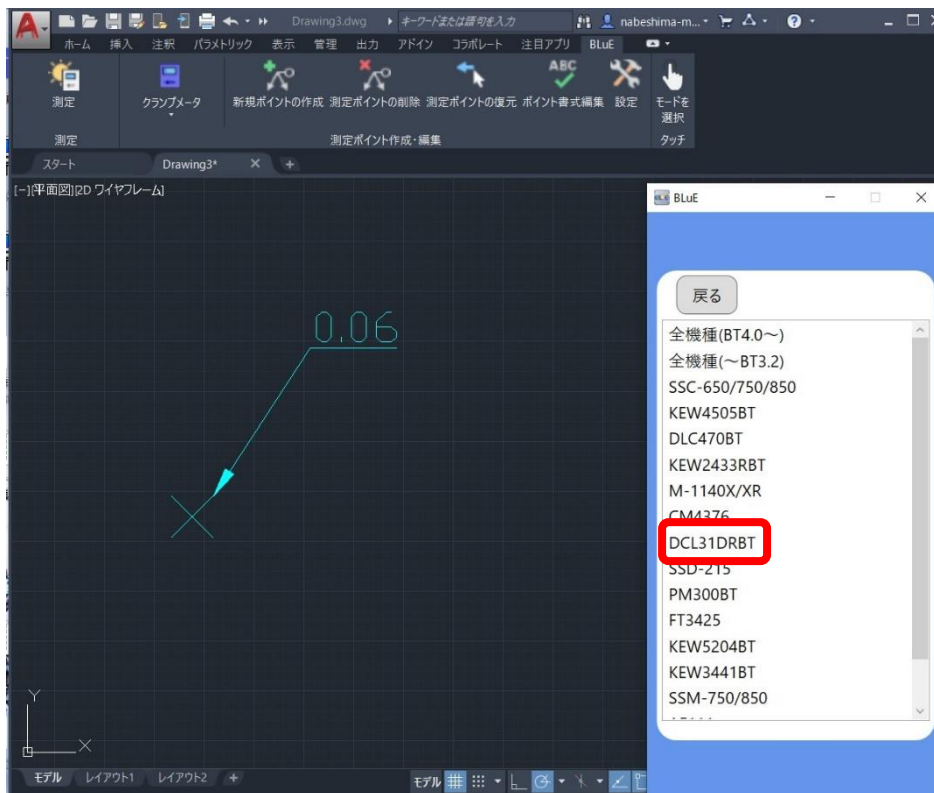 Drawing3.dwg キーワードまたは語句を入力 nabeshima-m...
ホーム 挿入 注釈 パラメトリック 表示 管理 出力 アドイン コラボレート 注目アプリ BLuE
ABC
測定 クランプメータ 新規ポイントの作成 測定ポイントの削除 測定ポイントの復元 ポイント書式編集 設定 モードを
選択
測定 測定ポイント作成・編集 タッチ
スタート Drawing3* × +
[−][平面図][2D ワイヤフレーム]
BLuE
戻る
全機種(BT4.0～)
全機種(～BT3.2)
SSC-650/750/850
KEW4505BT
DLC470BT
KEW2433RBT
M-1140X/XR
CM4376
DCL31DRBT
SSD-215
PM300BT
FT3425
KEW5204BT
KEW3441BT
SSM-750/850
0.06
Y
X
モデル レイアウト1 レイアウト2 + モデル